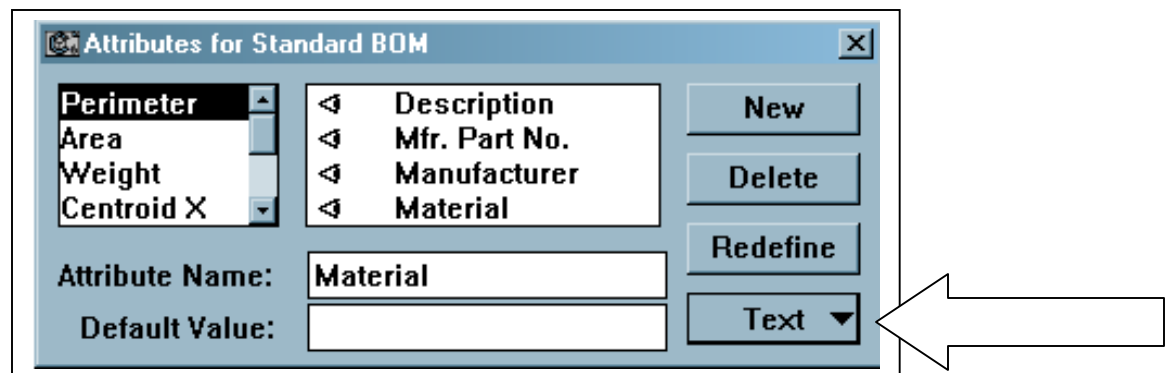 Attributes for Standard BOM
Perimeter
Area
Weight
Centroid X
Description
Mfr. Part No.
Manufacturer
Material
New
Delete
Redefine
Text
Attribute Name: Material
Default Value: